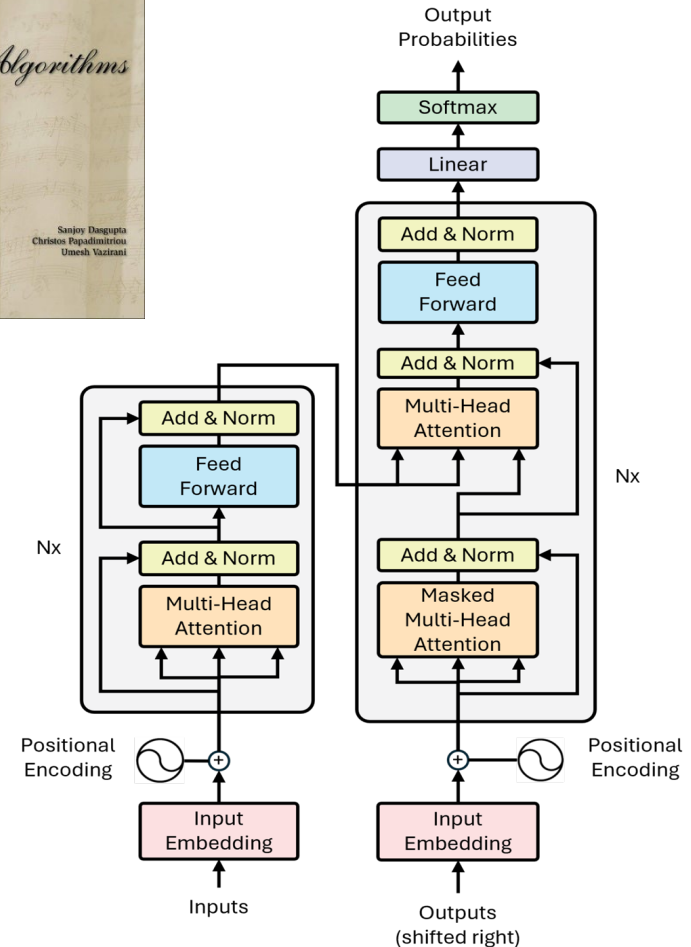 Algorithms
Sanjoy Dasgupta
Christos Papadimitriou
Umesh Vazirani
Output
Probabilities
Softmax
Linear
Add & Norm
Feed
Forward
Add & Norm
Multi-Head
Attention
Nx
Add & Norm
Masked
Multi-Head
Attention
Positional
Encoding
Input
Embedding
Outputs
(shifted right)
Add & Norm
Feed
Forward
Nx
Add & Norm
Multi-Head
Attention
Positional
Encoding
Input
Embedding
Inputs